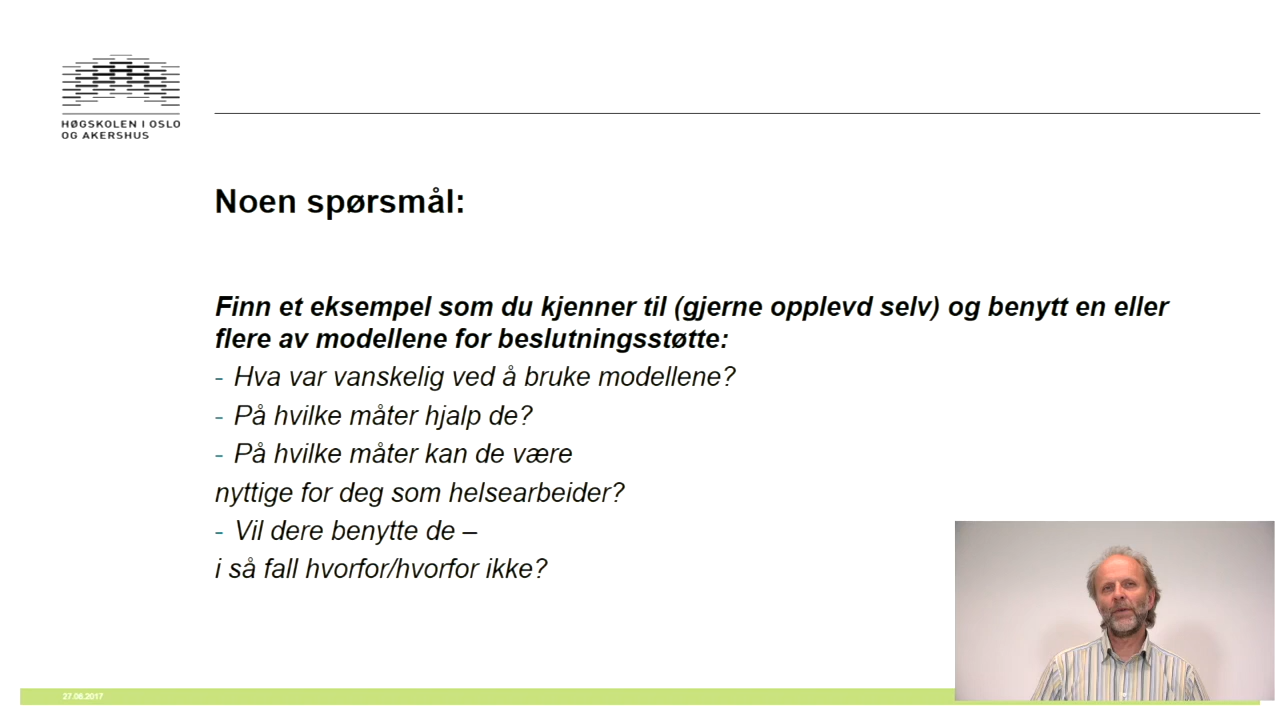 HØGSKOLEN I OSLO
OG AKERSHUS
Noen spørsmål:
Finn et eksempel som du kjenner til (gjerne opplevd selv) og benytt en eller
flere av modellene for beslutningsstøtte:
- Hva var vanskelig ved å bruke modellene?
- På hvilke måter hjalp de?
- På hvilke måter kan de være
nyttige for deg som helsearbeider?
- Vil dere benytte de –
i så fall hvorfor/hvorfor ikke?
27.06.2017